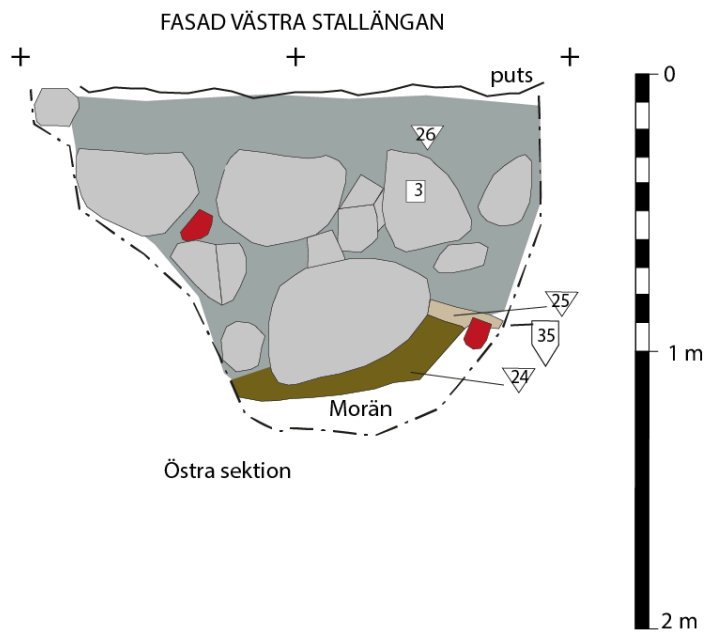 FASAD VÄSTRA STALLÄNGAN
puts
0
26
3
25
35
1 m
24
Morän
Östra sektion
2 m